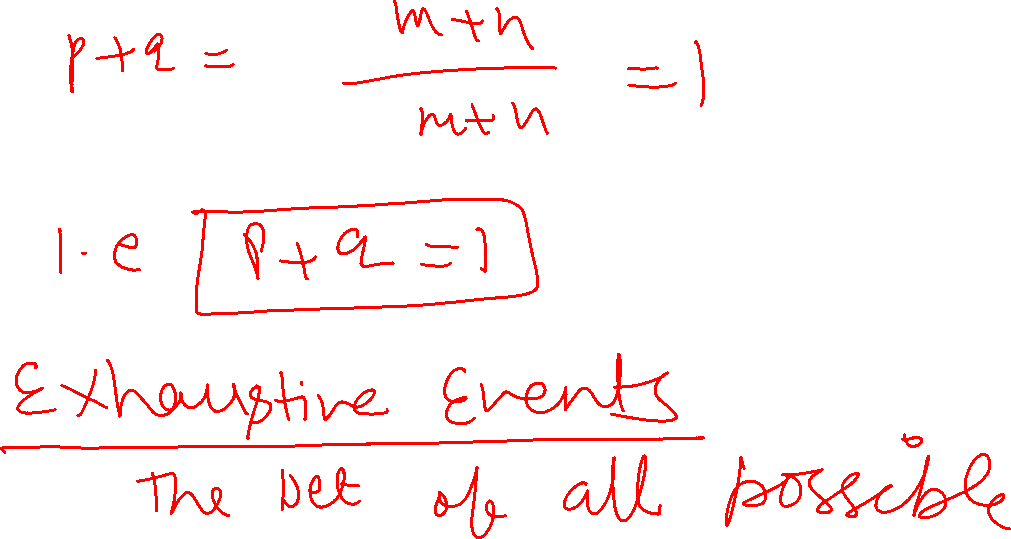 p+q = m+n / m+n = 1
i.e P+q = 1
Exhaustive Events
The set of all possible